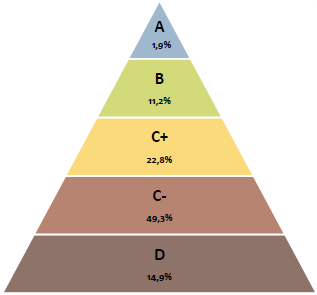 A
1,9%
B
11,2%
C+
22,8%
C-
49,3%
D
14,9%